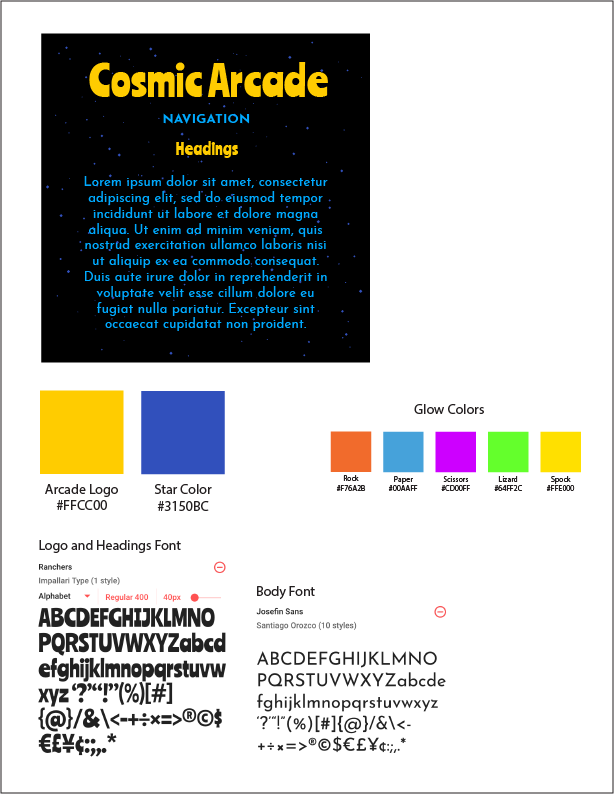 Cosmic Arcade
NAVIGATION
Headings
Lorem ipsum dolor sit amet, consectetur
adipiscing elit, sed do eiusmod tempor
incididunt ut labore et dolore magna
aliqua. Ut enim ad minim veniam, quis
nostrud exercitation ullamco laboris nisi
ut aliquip ex ea commodo consequat.
Duis aute irure dolor in reprehenderit in
voluptate velit esse cillum dolore eu
fugiat nulla pariatur. Excepteur sint
occaecat cupidatat non proident.
Arcade Logo
#FFCC00
Star Color
#3150BC
Glow Colors
Rock
#F76A2B
Paper
#00AAFF
Scissors
#CD00FF
Lizard
#64FF2C
Spock
#FFE000
Logo and Headings Font
Ranchers
Impallari Type (1 style)
Alphabet Regular 400 40px
ABCDEFGHIJKLMNO
PQRSTUVWXYZabcd
efghijklmnopqrstuvw
xyz‘?’“!”(%)[#]
{@}/&\<-+÷×=>®©$
€£¥¢:;,.*
Body Font
Josefin Sans
Santiago Orozco (10 styles)
ABCDEFGHIJKLMNO
PQRSTUVWXYZabcde
fghijklmnopqrstuvwxyz
‘?’“!”(%)[#]{@}/&\<-
+÷×=>®©$€£¥¢:;,.*